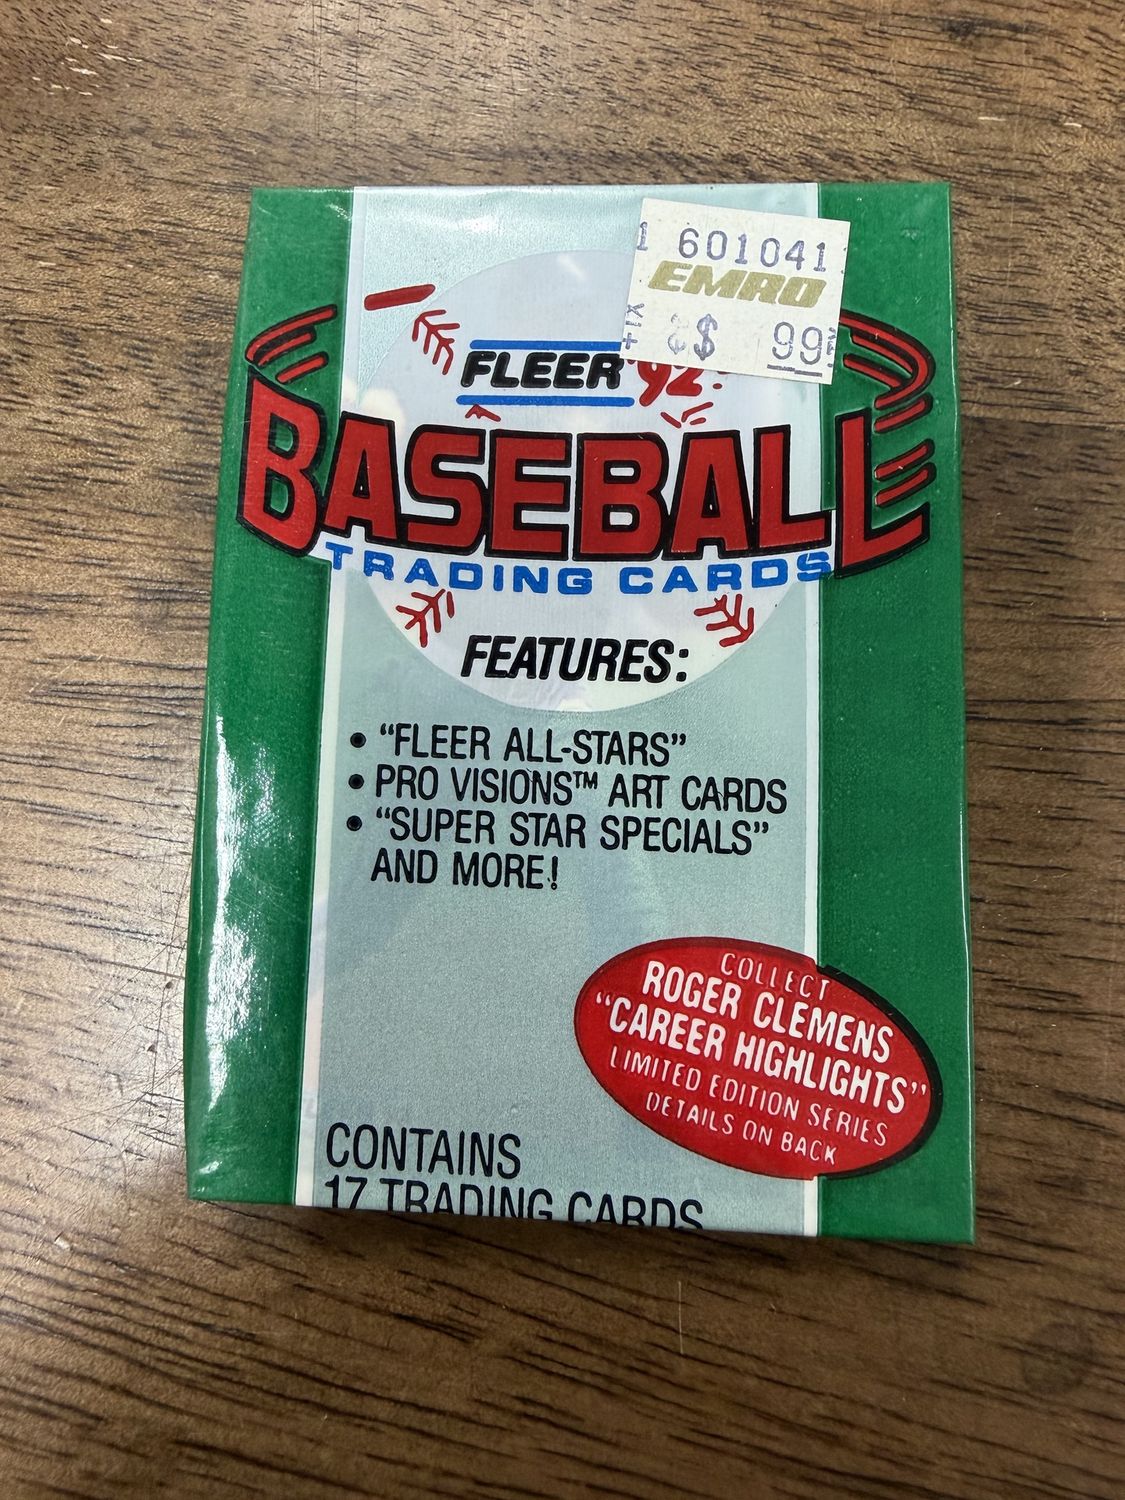 1 601041
EMRO
$ 99
FLEER '92
BASEBALL
TRADING CARDS
FEATURES:
• “FLEER ALL-STARS”
• PRO VISIONS™ ART CARDS
• “SUPER STAR SPECIALS”
AND MORE!
COLLECT
ROGER CLEMENS
“CAREER HIGHLIGHTS”
LIMITED EDITION SERIES
DETAILS ON BACK
CONTAINS
17 TRADING CARDS